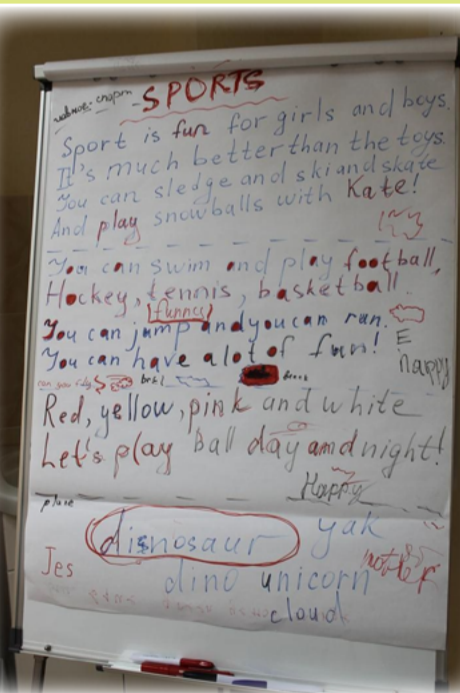 -SPORTS
Sport is fun for girls and boys.
It's much better than the toys.
You can sledge and ski and skate
And play snowballs with Kate!
You can swim and play football,
Hockey, tennis, basketball.
funncs
You can jump and you can run.
You can have a lot of fun!
E
happy
Red, yellow, pink and white
Let's play ball day and night!
Happy
disnosaur yak
Jes
dino unicorn
cloud